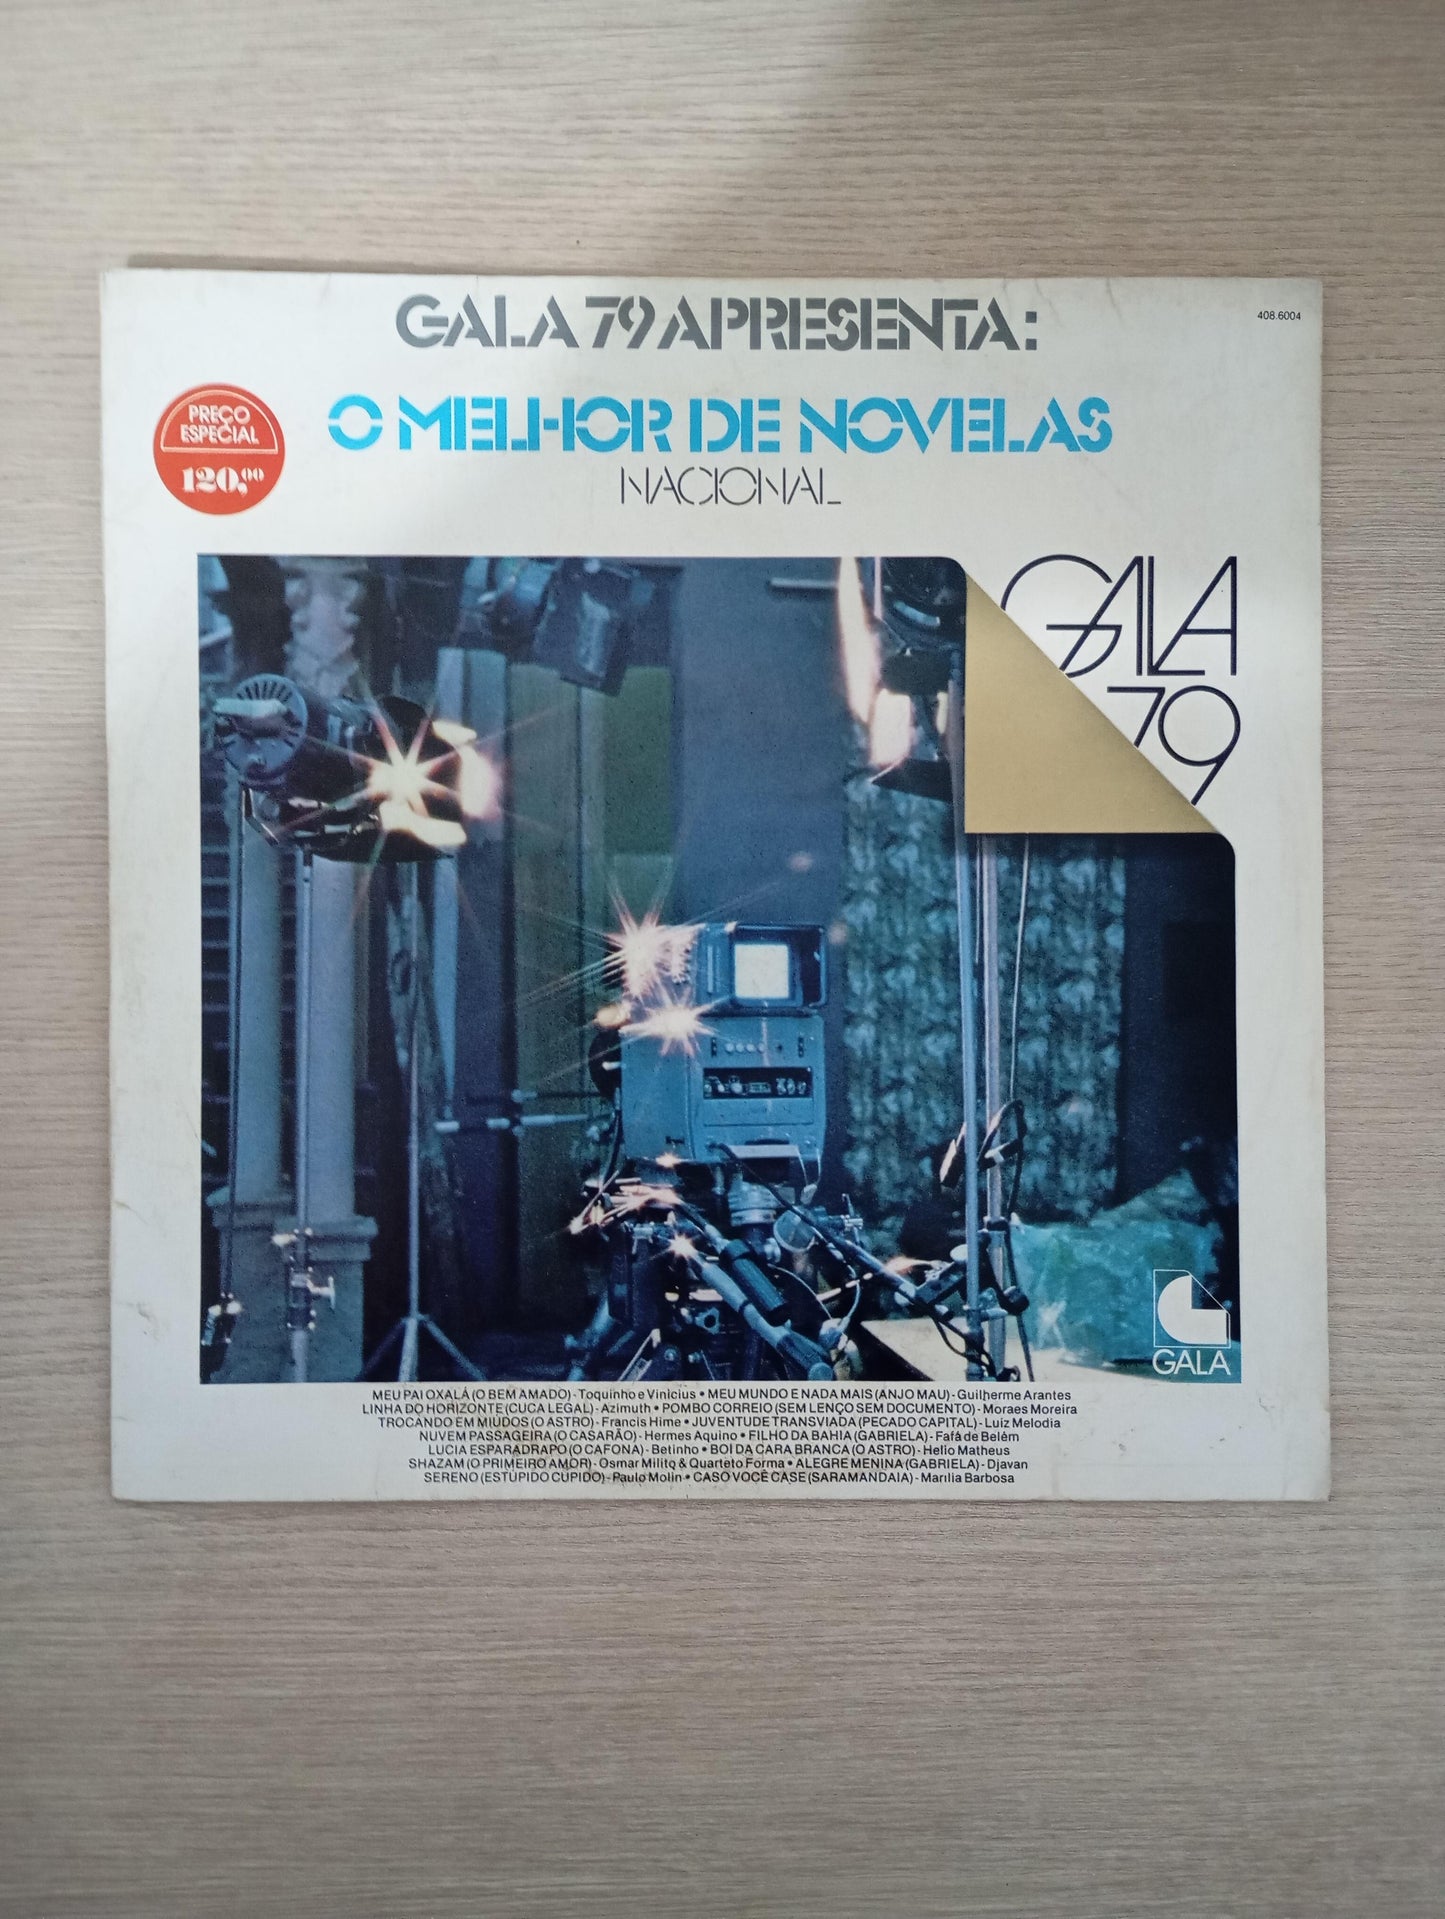 GALA 79 APRESENTA:
408.6004
PREÇO
ESPECIAL
120,00
O MELHOR DE NOVELAS
NACIONAL
GALA
79
GALA
MEU PAI OXALÁ (O BEM AMADO) - Toquinho e Vinicius • MEU MUNDO E NADA MAIS (ANJO MAU) - Guilherme Arantes
LINHA DO HORIZONTE (CUCA LEGAL) - Azimuth • POMBO CORREIO (SEM LENÇO SEM DOCUMENTO) - Moraes Moreira
TROCANDO EM MIÚDOS (O ASTRO) - Francis Hime • JUVENTUDE TRANSVIADA (PECADO CAPITAL) - Luiz Melodia
NUVEM PASSAGEIRA (O CASARÃO) - Hermes Aquino • FILHO DA BAHIA (GABRIELA) - Fafá de Belém
LUCIA ESPARADRAPO (O CAFONA) - Betinho • BOI DA CARA BRANCA (O ASTRO) - Helio Matheus
SHAZAM (O PRIMEIRO AMOR) - Osmar Milito & Quarteto Forma • ALEGRE MENINA (GABRIELA) - Djavan
SERENO (ESTÚPIDO CUPIDO) - Paulo Molin • CASO VOCÊ CASE (SARAMANDAIA) - Marília Barbosa